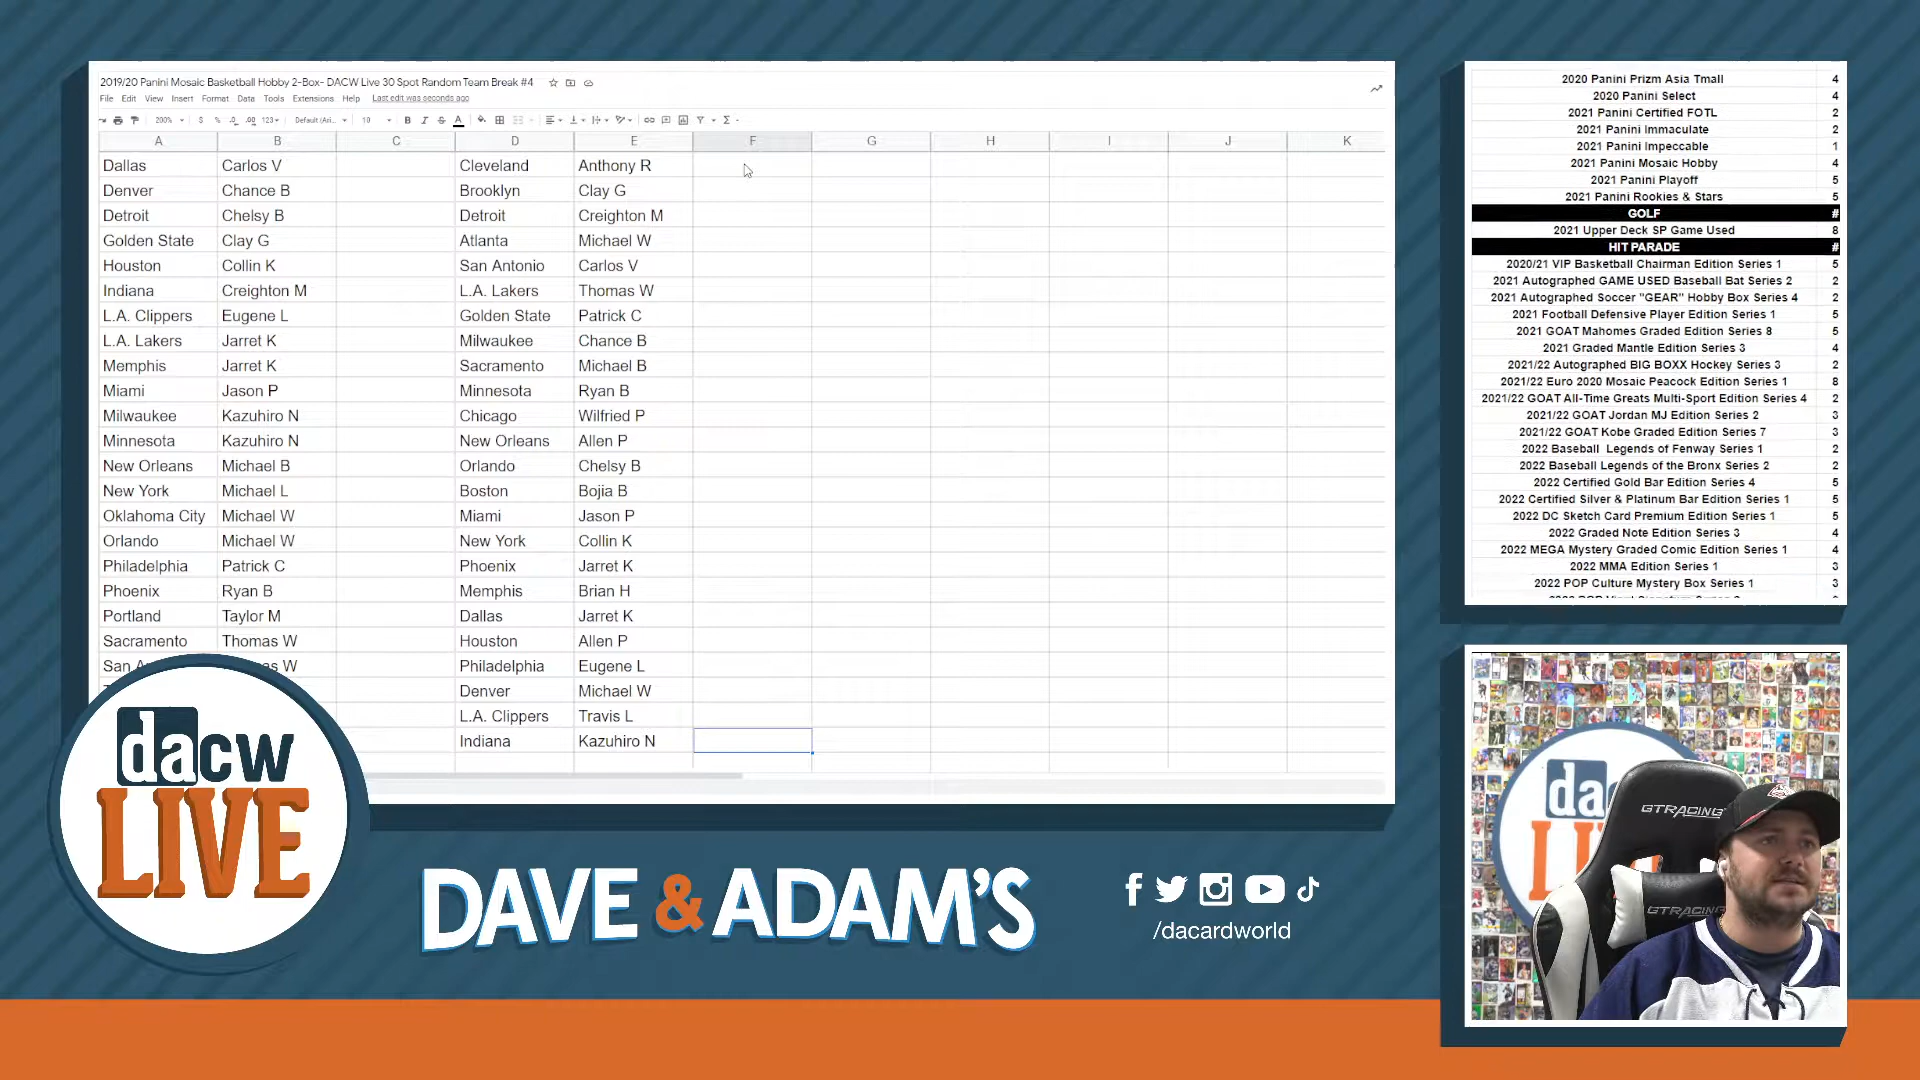 2019/20 Panini Mosaic Basketball Hobby 2-Box- DACW Live 30 Spot Random Team Break #4
File Edit View Insert Format Data Tools Extensions Help Last edit was seconds ago
200% $ % .0 .00 123 Default (Ari... 10 B I S A
A B C D E F G H I J K
Dallas Carlos V Cleveland Anthony R
Denver Chance B Brooklyn Clay G
Detroit Chelsy B Detroit Creighton M
Golden State Clay G Atlanta Michael W
Houston Collin K San Antonio Carlos V
Indiana Creighton M L.A. Lakers Thomas W
L.A. Clippers Eugene L Golden State Patrick C
L.A. Lakers Jarret K Milwaukee Chance B
Memphis Jarret K Sacramento Michael B
Miami Jason P Minnesota Ryan B
Milwaukee Kazuhiro N Chicago Wilfried P
Minnesota Kazuhiro N New Orleans Allen P
New Orleans Michael B Orlando Chelsy B
New York Michael L Boston Bojia B
Oklahoma City Michael W Miami Jason P
Orlando Michael W New York Collin K
Philadelphia Patrick C Phoenix Jarret K
Phoenix Ryan B Memphis Brian H
Portland Taylor M Dallas Jarret K
Sacramento Thomas W Houston Allen P
San as W Philadelphia Eugene L
Denver Michael W
L.A. Clippers Travis L
Indiana Kazuhiro N
2020 Panini Prizm Asia Tmall 4
2020 Panini Select 4
2021 Panini Certified FOTL 2
2021 Panini Immaculate 2
2021 Panini Impeccable 1
2021 Panini Mosaic Hobby 4
2021 Panini Playoff 5
2021 Panini Rookies & Stars 5
GOLF #
2021 Upper Deck SP Game Used 8
HIT PARADE #
2020/21 VIP Basketball Chairman Edition Series 1 5
2021 Autographed GAME USED Baseball Bat Series 2 2
2021 Autographed Soccer "GEAR" Hobby Box Series 4 2
2021 Football Defensive Player Edition Series 1 5
2021 GOAT Mahomes Graded Edition Series 8 5
2021 Graded Mantle Edition Series 3 4
2021/22 Autographed BIG BOXX Hockey Series 3 2
2021/22 Euro 2020 Mosaic Peacock Edition Series 1 8
2021/22 GOAT All-Time Greats Multi-Sport Edition Series 4 2
2021/22 GOAT Jordan MJ Edition Series 2 3
2021/22 GOAT Kobe Graded Edition Series 7 3
2022 Baseball Legends of Fenway Series 1 2
2022 Baseball Legends of the Bronx Series 2 2
2022 Certified Gold Bar Edition Series 4 5
2022 Certified Silver & Platinum Bar Edition Series 1 5
2022 DC Sketch Card Premium Edition Series 1 5
2022 Graded Note Edition Series 3 4
2022 MEGA Mystery Graded Comic Edition Series 1 4
2022 MMA Edition Series 1 3
2022 POP Culture Mystery Box Series 1 3
dacw
LIVE
DAVE & ADAM'S
/dacardworld
da
LI
GTRACING
GTRACING